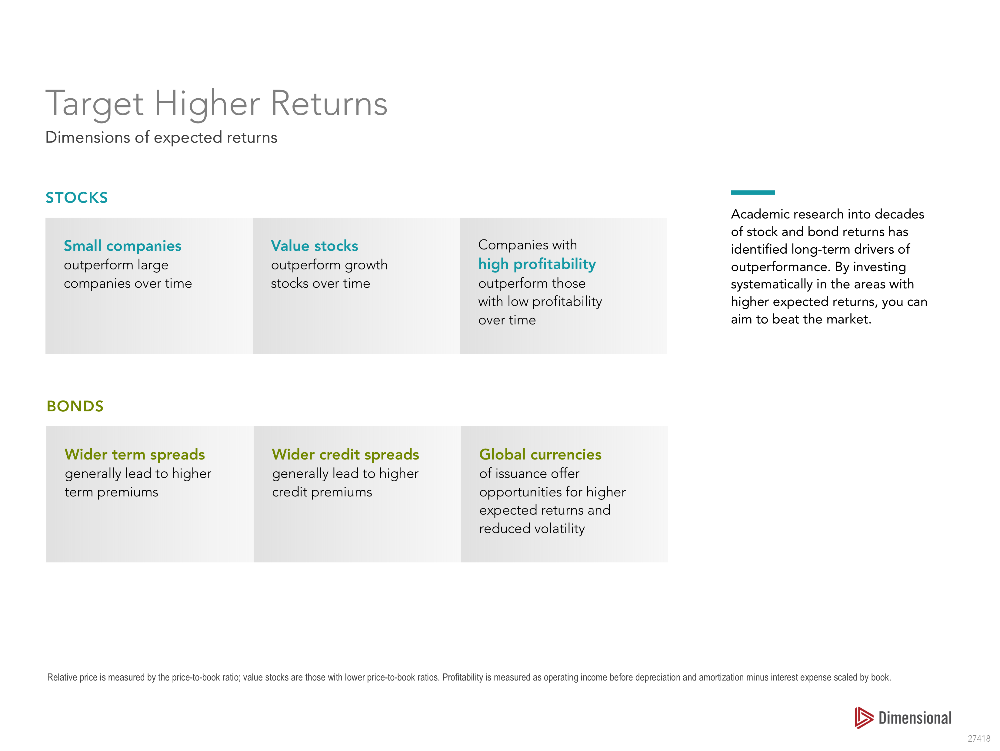 Target Higher Returns
Dimensions of expected returns
STOCKS
Small companies
outperform large
companies over time
Value stocks
outperform growth
stocks over time
Companies with
high profitability
outperform those
with low profitability
over time
Academic research into decades
of stock and bond returns has
identified long-term drivers of
outperformance. By investing
systematically in the areas with
higher expected returns, you can
aim to beat the market.
BONDS
Wider term spreads
generally lead to higher
term premiums
Wider credit spreads
generally lead to higher
credit premiums
Global currencies
of issuance offer
opportunities for higher
expected returns and
reduced volatility
Relative price is measured by the price-to-book ratio; value stocks are those with lower price-to-book ratios. Profitability is measured as operating income before depreciation and amortization minus interest expense scaled by book.
Dimensional
27418